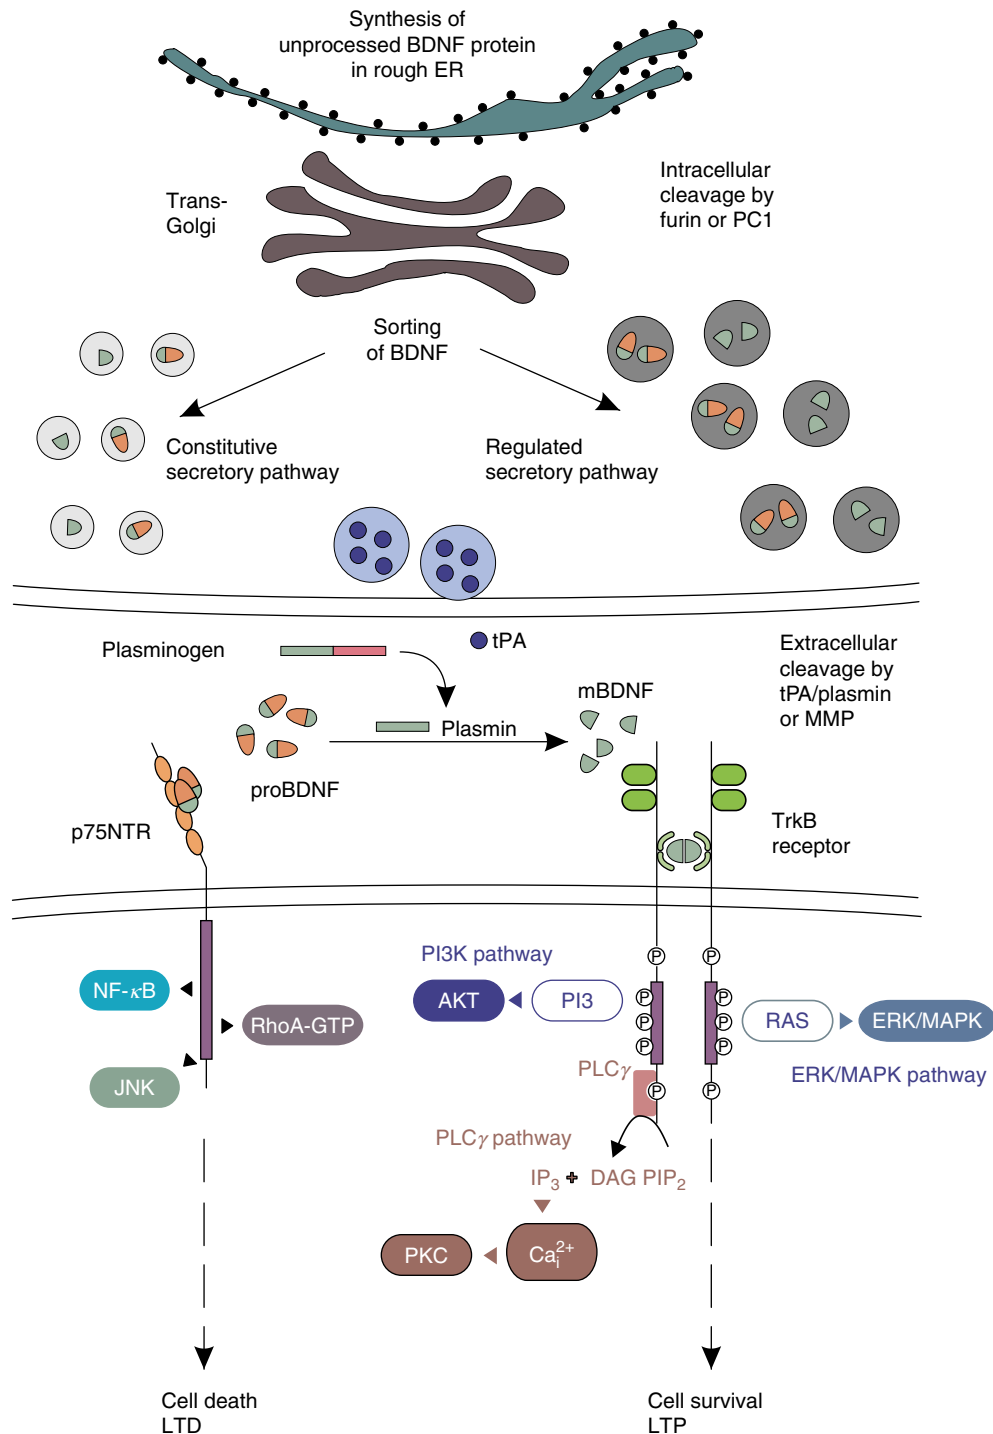 Synthesis of
unprocessed BDNF protein
in rough ER
Trans-
Golgi
Intracellular
cleavage by
furin or PC1
Sorting
of BDNF
Constitutive
secretory pathway
Regulated
secretory pathway
Plasminogen
tPA
Extracellular
cleavage by
tPA/plasmin
or MMP
mBDNF
Plasmin
proBDNF
p75NTR
TrkB
receptor
PI3K pathway
P P
NF-κB
AKT
PI3
P P
RhoA-GTP
P P
RAS
ERK/MAPK
P P
JNK
PLCγ
ERK/MAPK pathway
P P
PLCγ pathway
IP₃ + DAG PIP₂
PKC
Caᵢ²⁺
Cell death
LTD
Cell survival
LTP